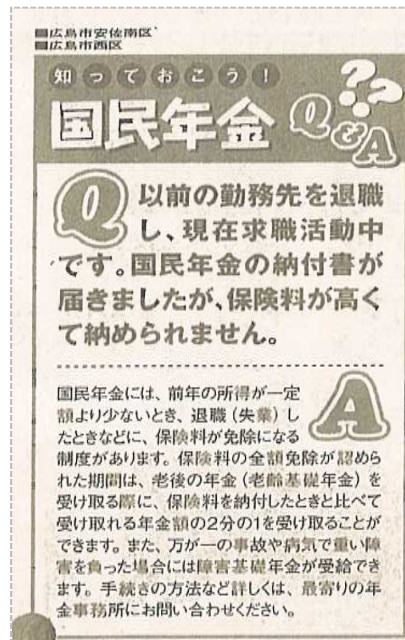 ■広島市安佐南区
■広島市西区
知っておこう！
国民年金 Q&A
??
Q 以前の勤務先を退職
し、現在求職活動中
です。国民年金の納付書が
届きましたが、保険料が高く
て納められません。
A
国民年金には、前年の所得が一定
額より少ないとき、退職（失業）し
たときなどに、保険料が免除になる
制度があります。保険料の全額免除が認めら
れた期間は、老後の年金（老齢基礎年金）を
受け取る際に、保険料を納付したときと比べて
受け取れる年金額の2分の1を受け取ることが
できます。また、万が一の事故や病気で重い障
害を負った場合には障害基礎年金が受給でき
ます。手続きの方法など詳しくは、最寄りの年
金事務所にお問い合わせください。